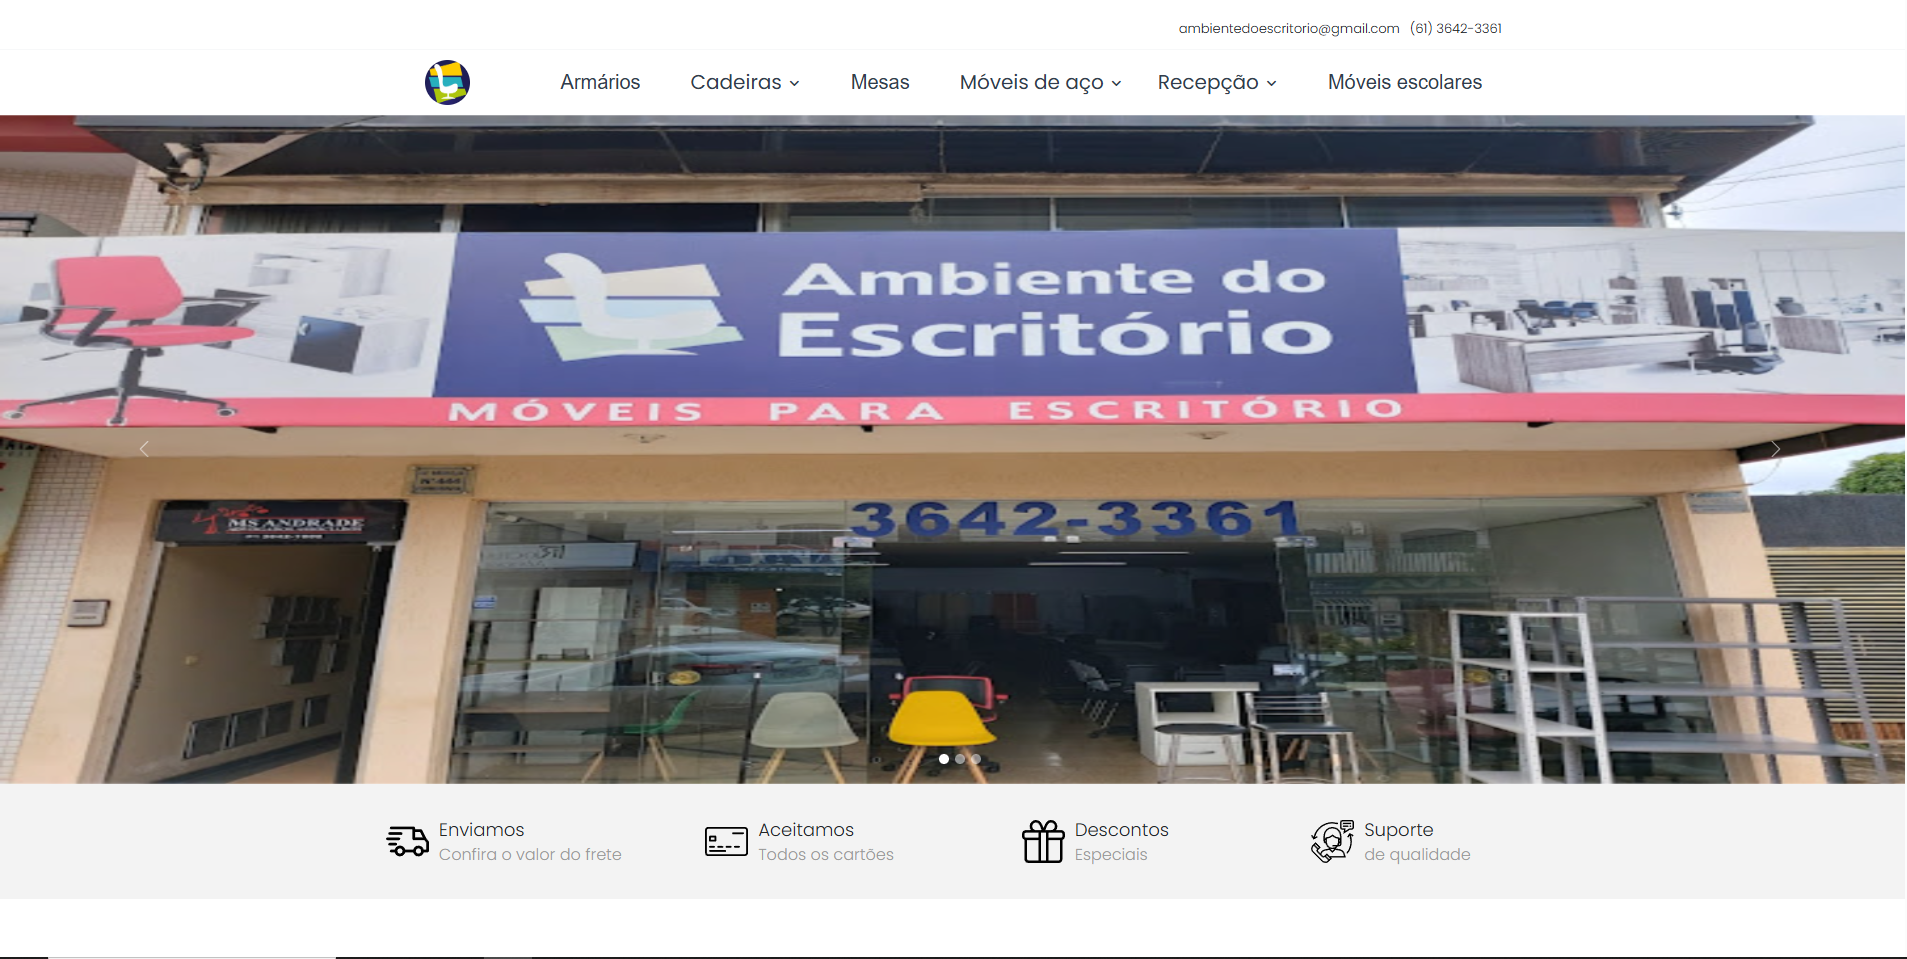 ambientedoescritorio@gmail.com (61) 3642-3361
Armários Cadeiras Mesas Móveis de aço Recepção Móveis escolares
Ambiente do
Escritório
MÓVEIS PARA ESCRITÓRIO
MS ANDRADE
3642-3361
Enviamos
Confira o valor do frete
Aceitamos
Todos os cartões
Descontos
Especiais
Suporte
de qualidade